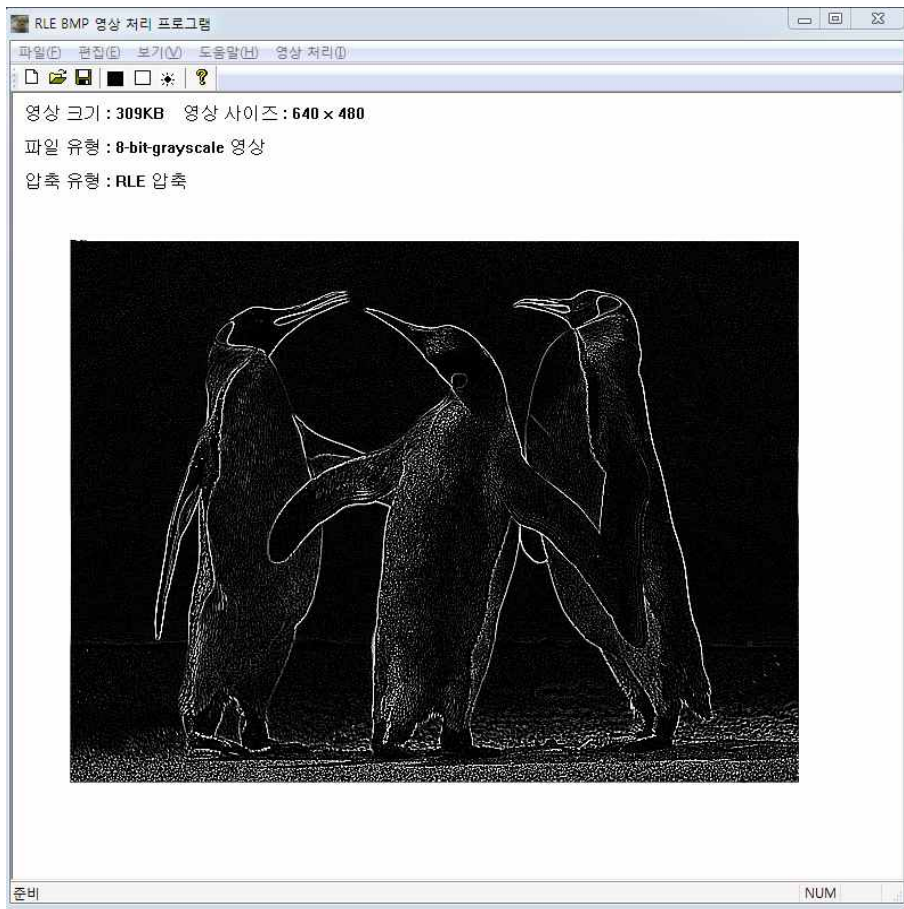 RLE BMP 영상 처리 프로그램
파일(F) 편집(E) 보기(V) 도움말(H) 영상 처리(I)
영상 크기 : 309KB 영상 사이즈 : 640 x 480
파일 유형 : 8-bit-grayscale 영상
압축 유형 : RLE 압축
준비 NUM